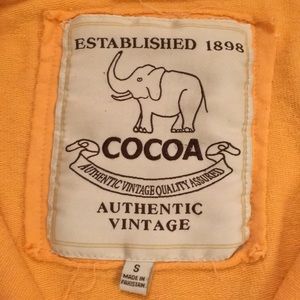 ESTABLISHED 1898
COCOA
AUTHENTIC VINTAGE QUALITY ASSURED
AUTHENTIC
VINTAGE
S
MADE IN
PAKISTAN